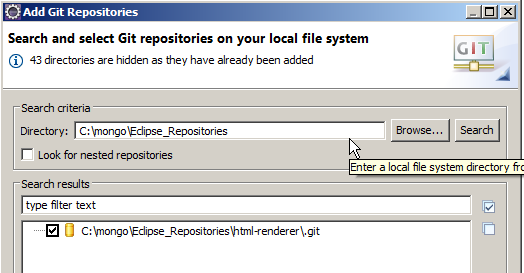 Add Git Repositories
Search and select Git repositories on your local file system
43 directories are hidden as they have already been added
GIT
Search criteria
Directory: C:\mongo\Eclipse_Repositories Browse... Search
Look for nested repositories
Enter a local file system directory fro
Search results
type filter text
C:\mongo\Eclipse_Repositories\html-renderer\.git